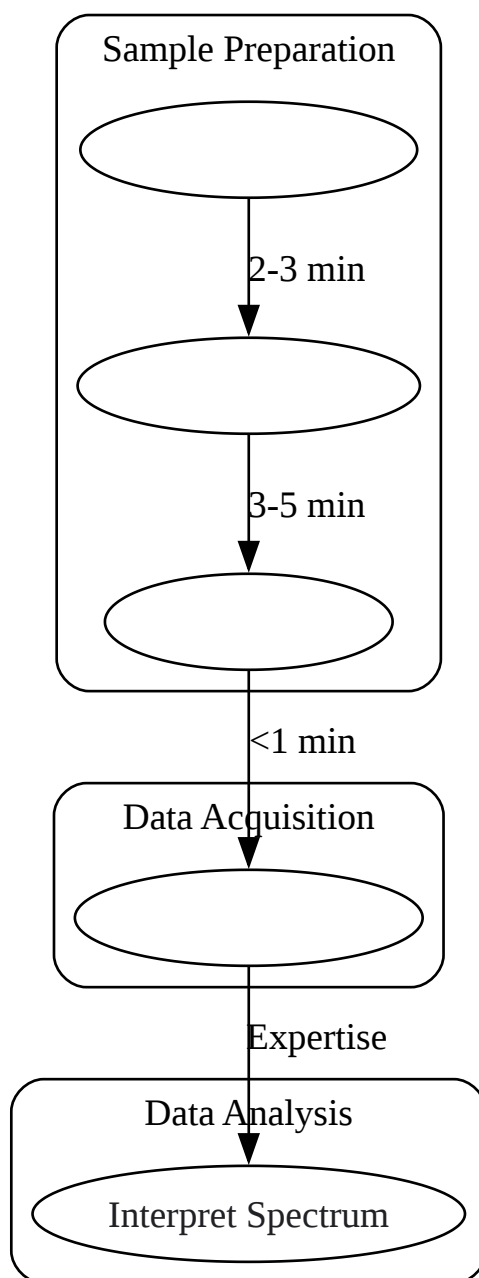 Sample Preparation
2-3 min
3-5 min
<1 min
Data Acquisition
Expertise
Data Analysis
Interpret Spectrum